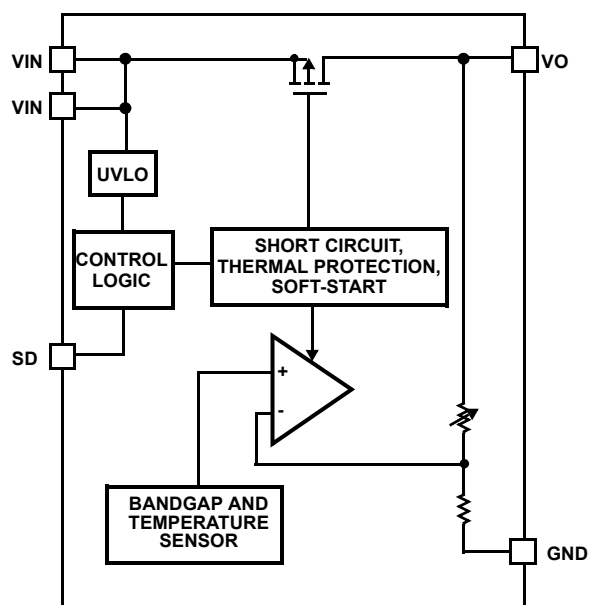 VIN
VO
VIN
UVLO
CONTROL
LOGIC
SHORT CIRCUIT,
THERMAL PROTECTION,
SOFT-START
SD
+
-
BANDGAP AND
TEMPERATURE
SENSOR
GND